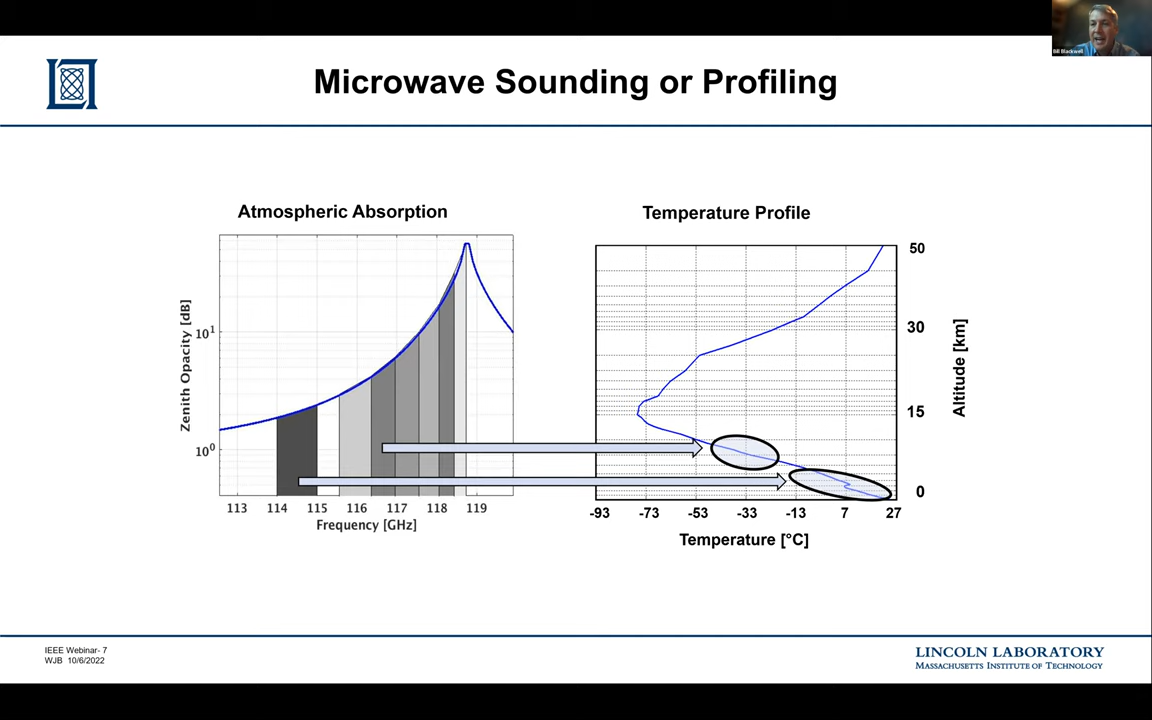 Bill Blackwell
Microwave Sounding or Profiling
Atmospheric Absorption
Zenith Opacity [dB]
10¹
10⁰
113 114 115 116 117 118 119
Frequency [GHz]
Temperature Profile
50
30
15
0
Altitude [km]
-93 -73 -53 -33 -13 7 27
Temperature [°C]
IEEE Webinar- 7
WJB 10/6/2022
LINCOLN LABORATORY
MASSACHUSETTS INSTITUTE OF TECHNOLOGY